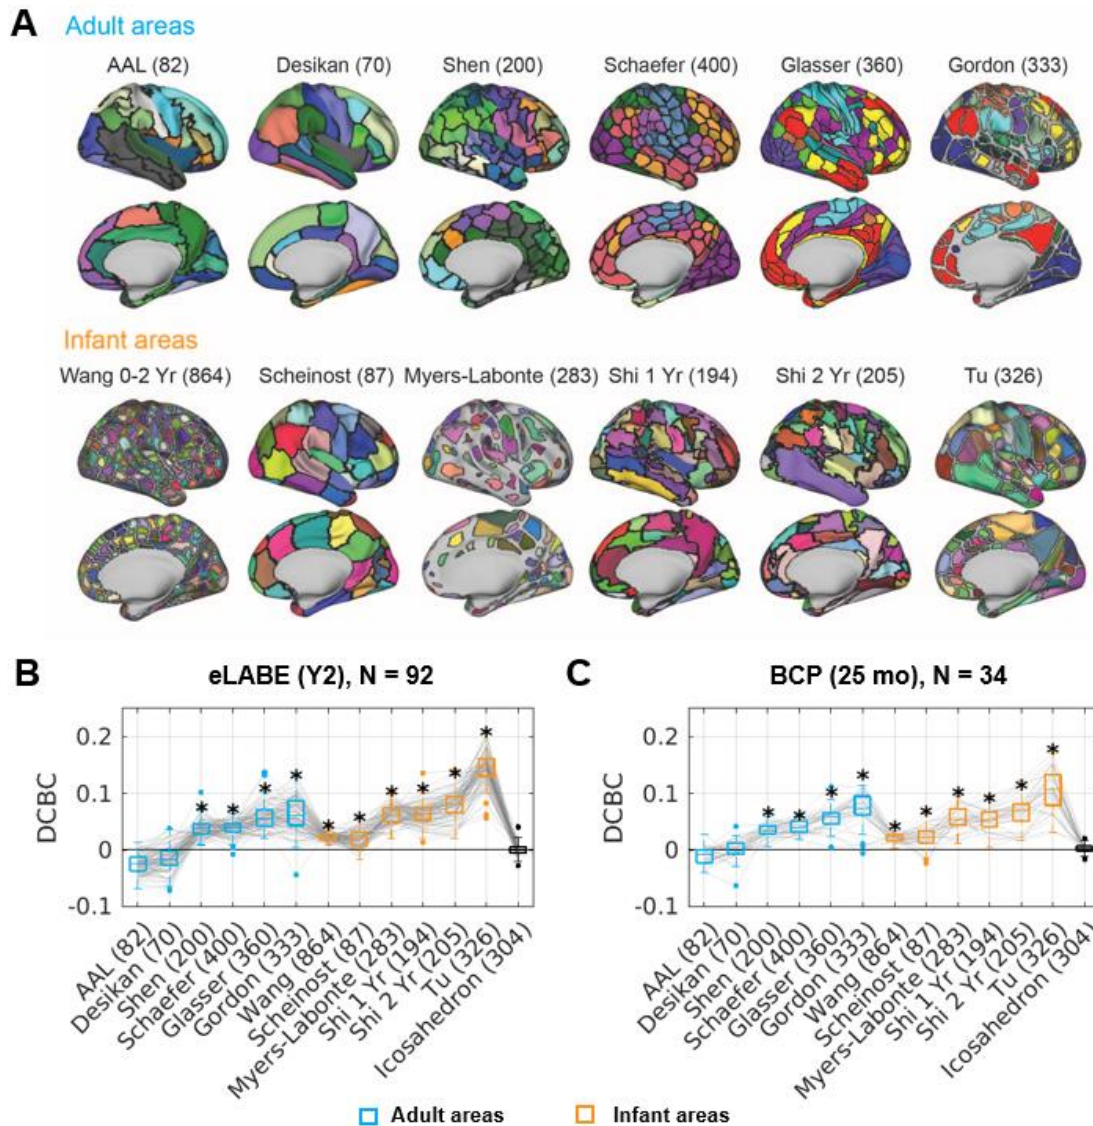 A
Adult areas
AAL (82) Desikan (70) Shen (200) Schaefer (400) Glasser (360) Gordon (333)
Infant areas
Wang 0-2 Yr (864) Scheinost (87) Myers-Labonte (283) Shi 1 Yr (194) Shi 2 Yr (205) Tu (326)
B eLABE (Y2), N = 92
DCBC
0.2
0.1
0
-0.1
* * * * * * * * * *
AAL (82)
Desikan (70)
Shen (200)
Schaefer (400)
Glasser (360)
Gordon (333)
Wang (864)
Scheinost (87)
Myers-Labonte (283)
Shi 1 Yr (194)
Shi 2 Yr (205)
Tu (326)
Icosahedron (304)
C BCP (25 mo), N = 34
DCBC
0.2
0.1
0
-0.1
* * * * * * * * * *
AAL (82)
Desikan (70)
Shen (200)
Schaefer (400)
Glasser (360)
Gordon (333)
Wang (864)
Scheinost (87)
Myers-Labonte (283)
Shi 1 Yr (194)
Shi 2 Yr (205)
Tu (326)
Icosahedron (304)
Adult areas Infant areas